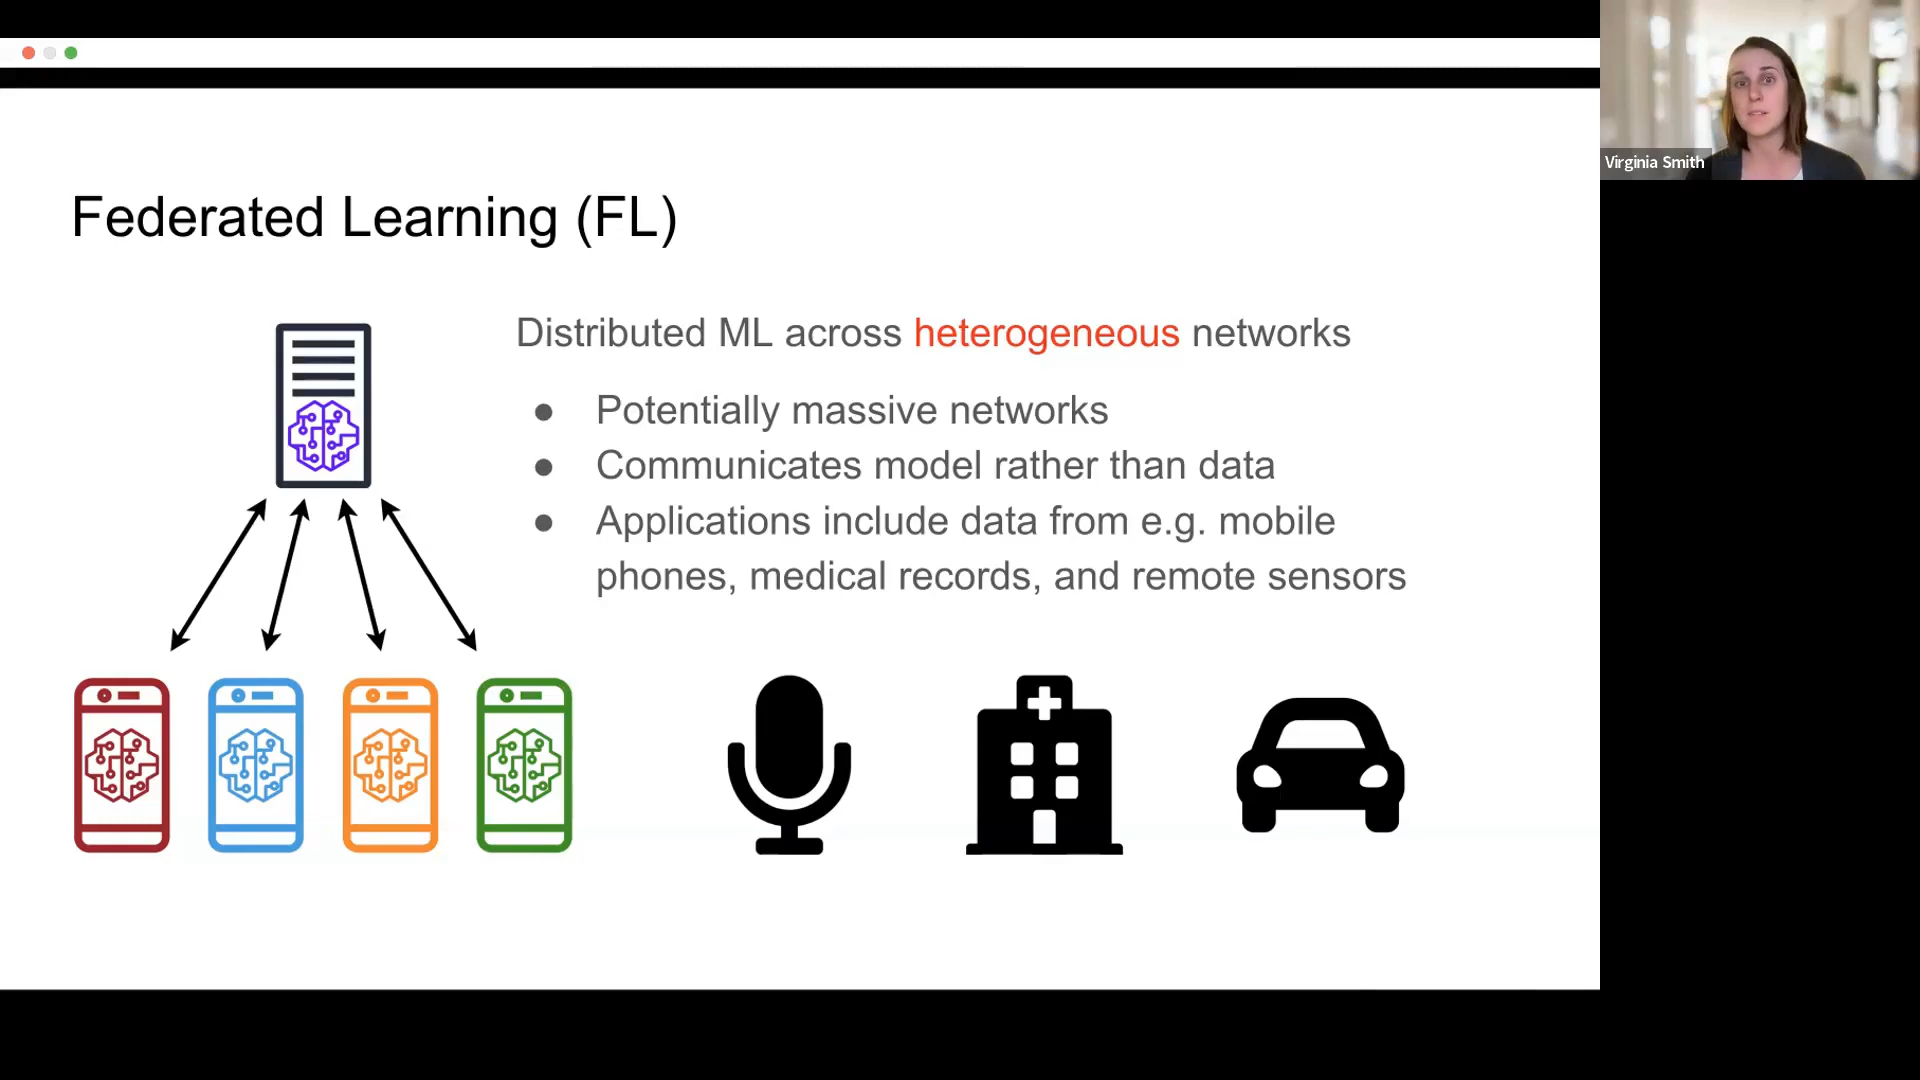 Virginia Smith
Federated Learning (FL)
Distributed ML across heterogeneous networks
● Potentially massive networks
● Communicates model rather than data
● Applications include data from e.g. mobile
phones, medical records, and remote sensors